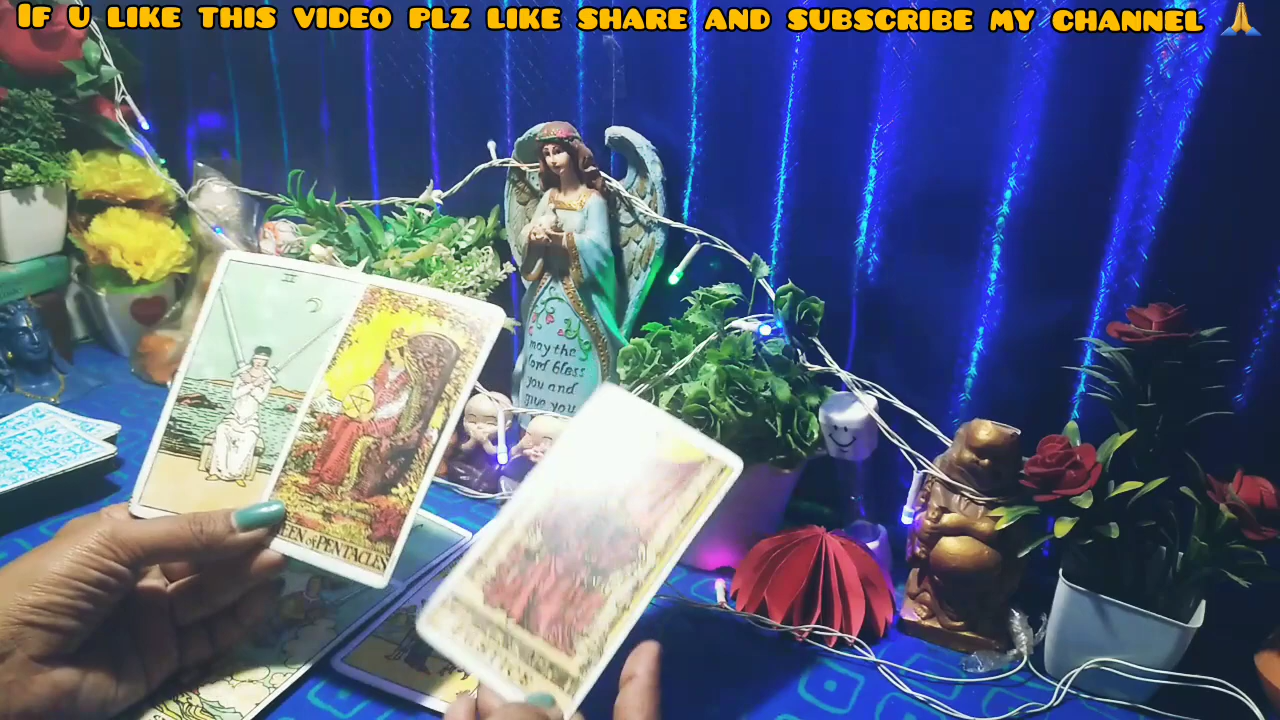 If u like this video plz like share and subscribe my channel 🙏
II
QUEEN of PENTACLES
may the
lord bless
you and
give you